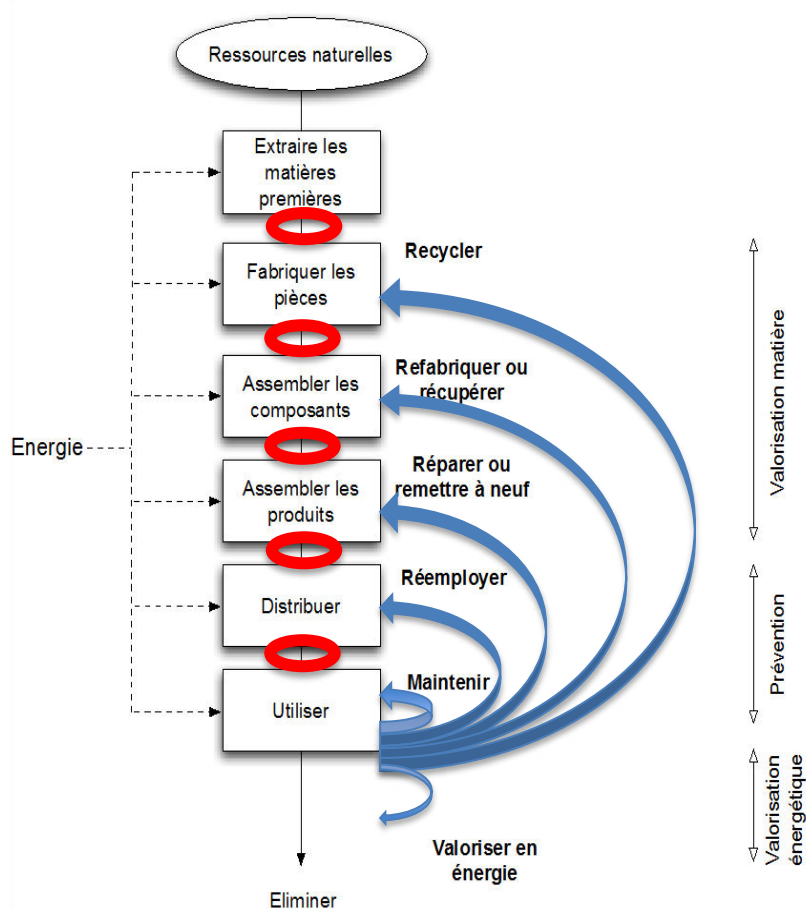 Ressources naturelles
Extraire les
matières
premières
Recycler
Fabriquer les
pièces
Refabriquer ou
récupérer
Assembler les
composants
Valorisation matière
Energie
Réparer ou
remettre à neuf
Assembler les
produits
Réemployer
Distribuer
Prévention
Maintenir
Utiliser
Valorisation
énergétique
Valoriser en
énergie
Eliminer